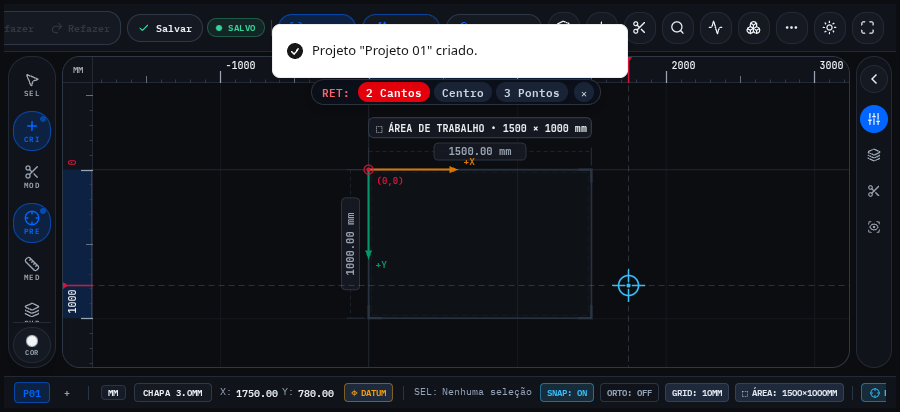 efazer Refazer Salvar SALVO
Projeto "Projeto 01" criado.
MM -1000 2000 3000
RET: 2 Cantos Centro 3 Pontos ×
ÁREA DE TRABALHO • 1500 × 1000 mm
1500.00 mm
+X
(0,0)
+Y
1000.00 mm
0
1000
SEL
CRI
MOD
PRE
MED
COR
P01 + MM CHAPA 3.0MM X: 1750.00 Y: 780.00 DATUM SEL: Nenhuma seleção SNAP: ON ORTO: OFF GRID: 10MM ÁREA: 1500×1000MM